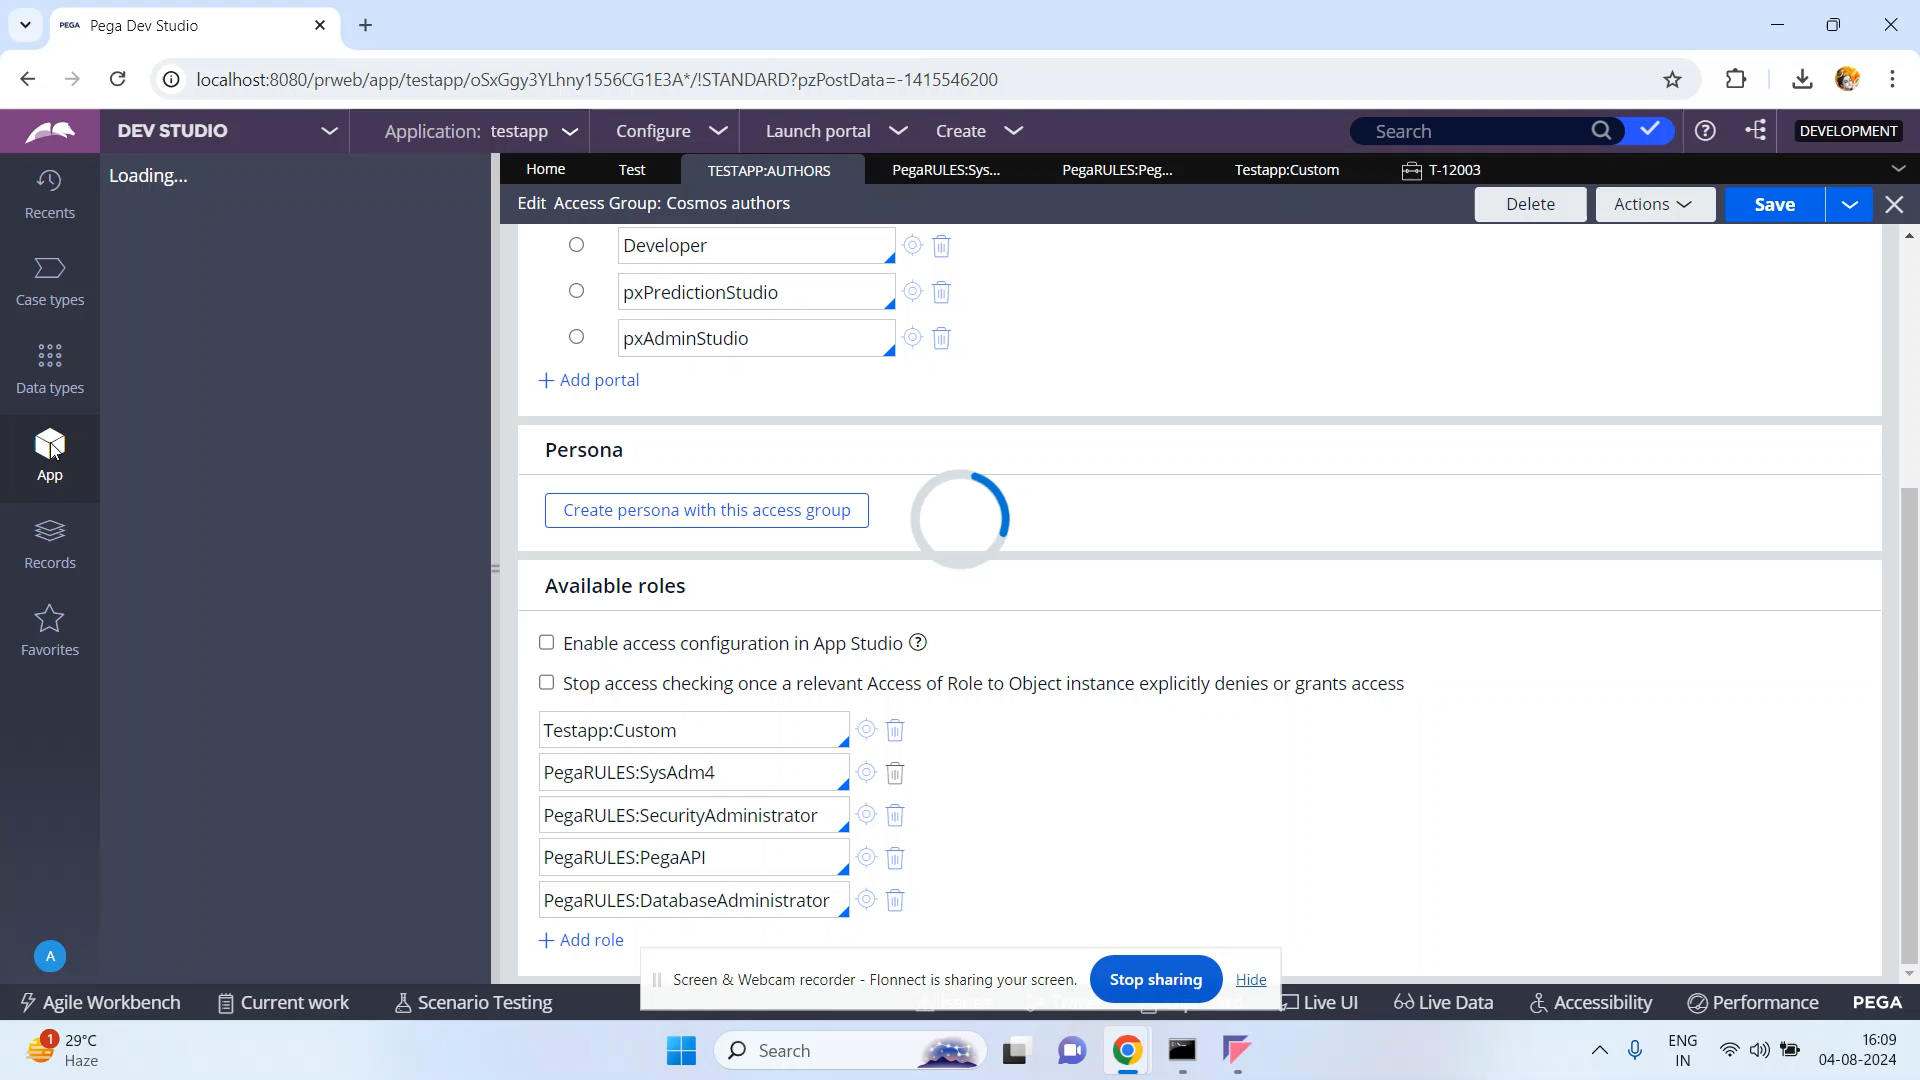 PEGA Pega Dev Studio
localhost:8080/prweb/app/testapp/oSxGgy3YLhny1556CG1E3A*/!STANDARD?pzPostData=-1415546200
DEV STUDIO
Application: testapp
Configure
Launch portal
Create
Search
DEVELOPMENT
Recents
Case types
Data types
App
Records
Favorites
A
Loading...
Home
Test
TESTAPP:AUTHORS
PegaRULES:Sys...
PegaRULES:Peg...
Testapp:Custom
T-12003
Edit Access Group: Cosmos authors
Delete
Actions
Save
Developer
pxPredictionStudio
pxAdminStudio
Add portal
Persona
Create persona with this access group
Available roles
Enable access configuration in App Studio
Stop access checking once a relevant Access of Role to Object instance explicitly denies or grants access
Testapp:Custom
PegaRULES:SysAdm4
PegaRULES:SecurityAdministrator
PegaRULES:PegaAPI
PegaRULES:DatabaseAdministrator
Add role
Screen & Webcam recorder - Flonnect is sharing your screen.
Stop sharing
Hide
Agile Workbench
Current work
Scenario Testing
Live UI
Live Data
Accessibility
Performance
PEGA
1
29°C
Haze
Search
ENG
IN
16:09
04-08-2024